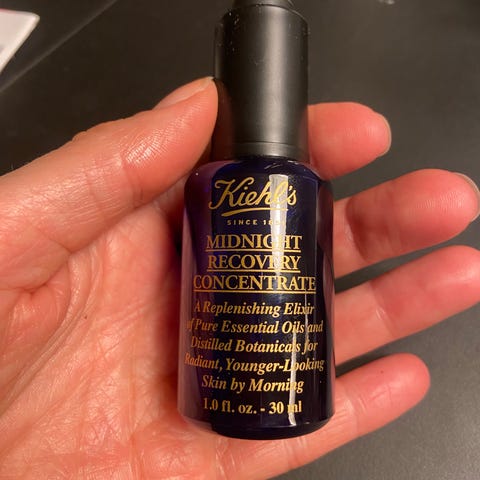 Kiehl's
SINCE
MIDNIGHT
RECOVERY
CONCENTRATE
A Replenishing Elixir
of Pure Essential Oils and
Distilled Botanicals for
Radiant, Younger-Looking
Skin by Morning
1.0 fl. oz. - 30 ml